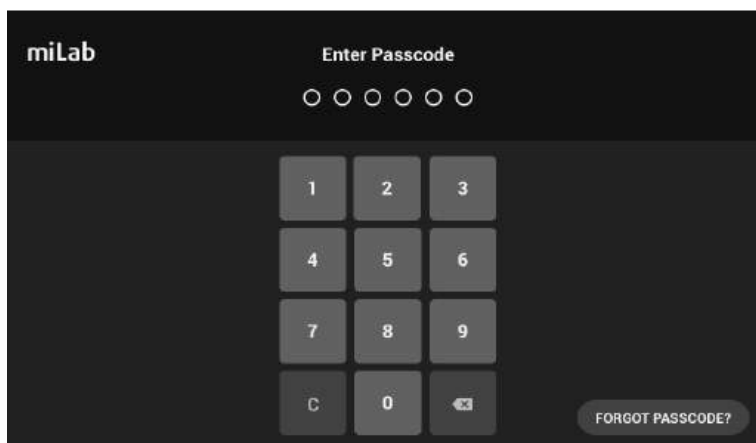 miLab
Enter Passcode
1 2 3
4 5 6
7 8 9
C 0
FORGOT PASSCODE?